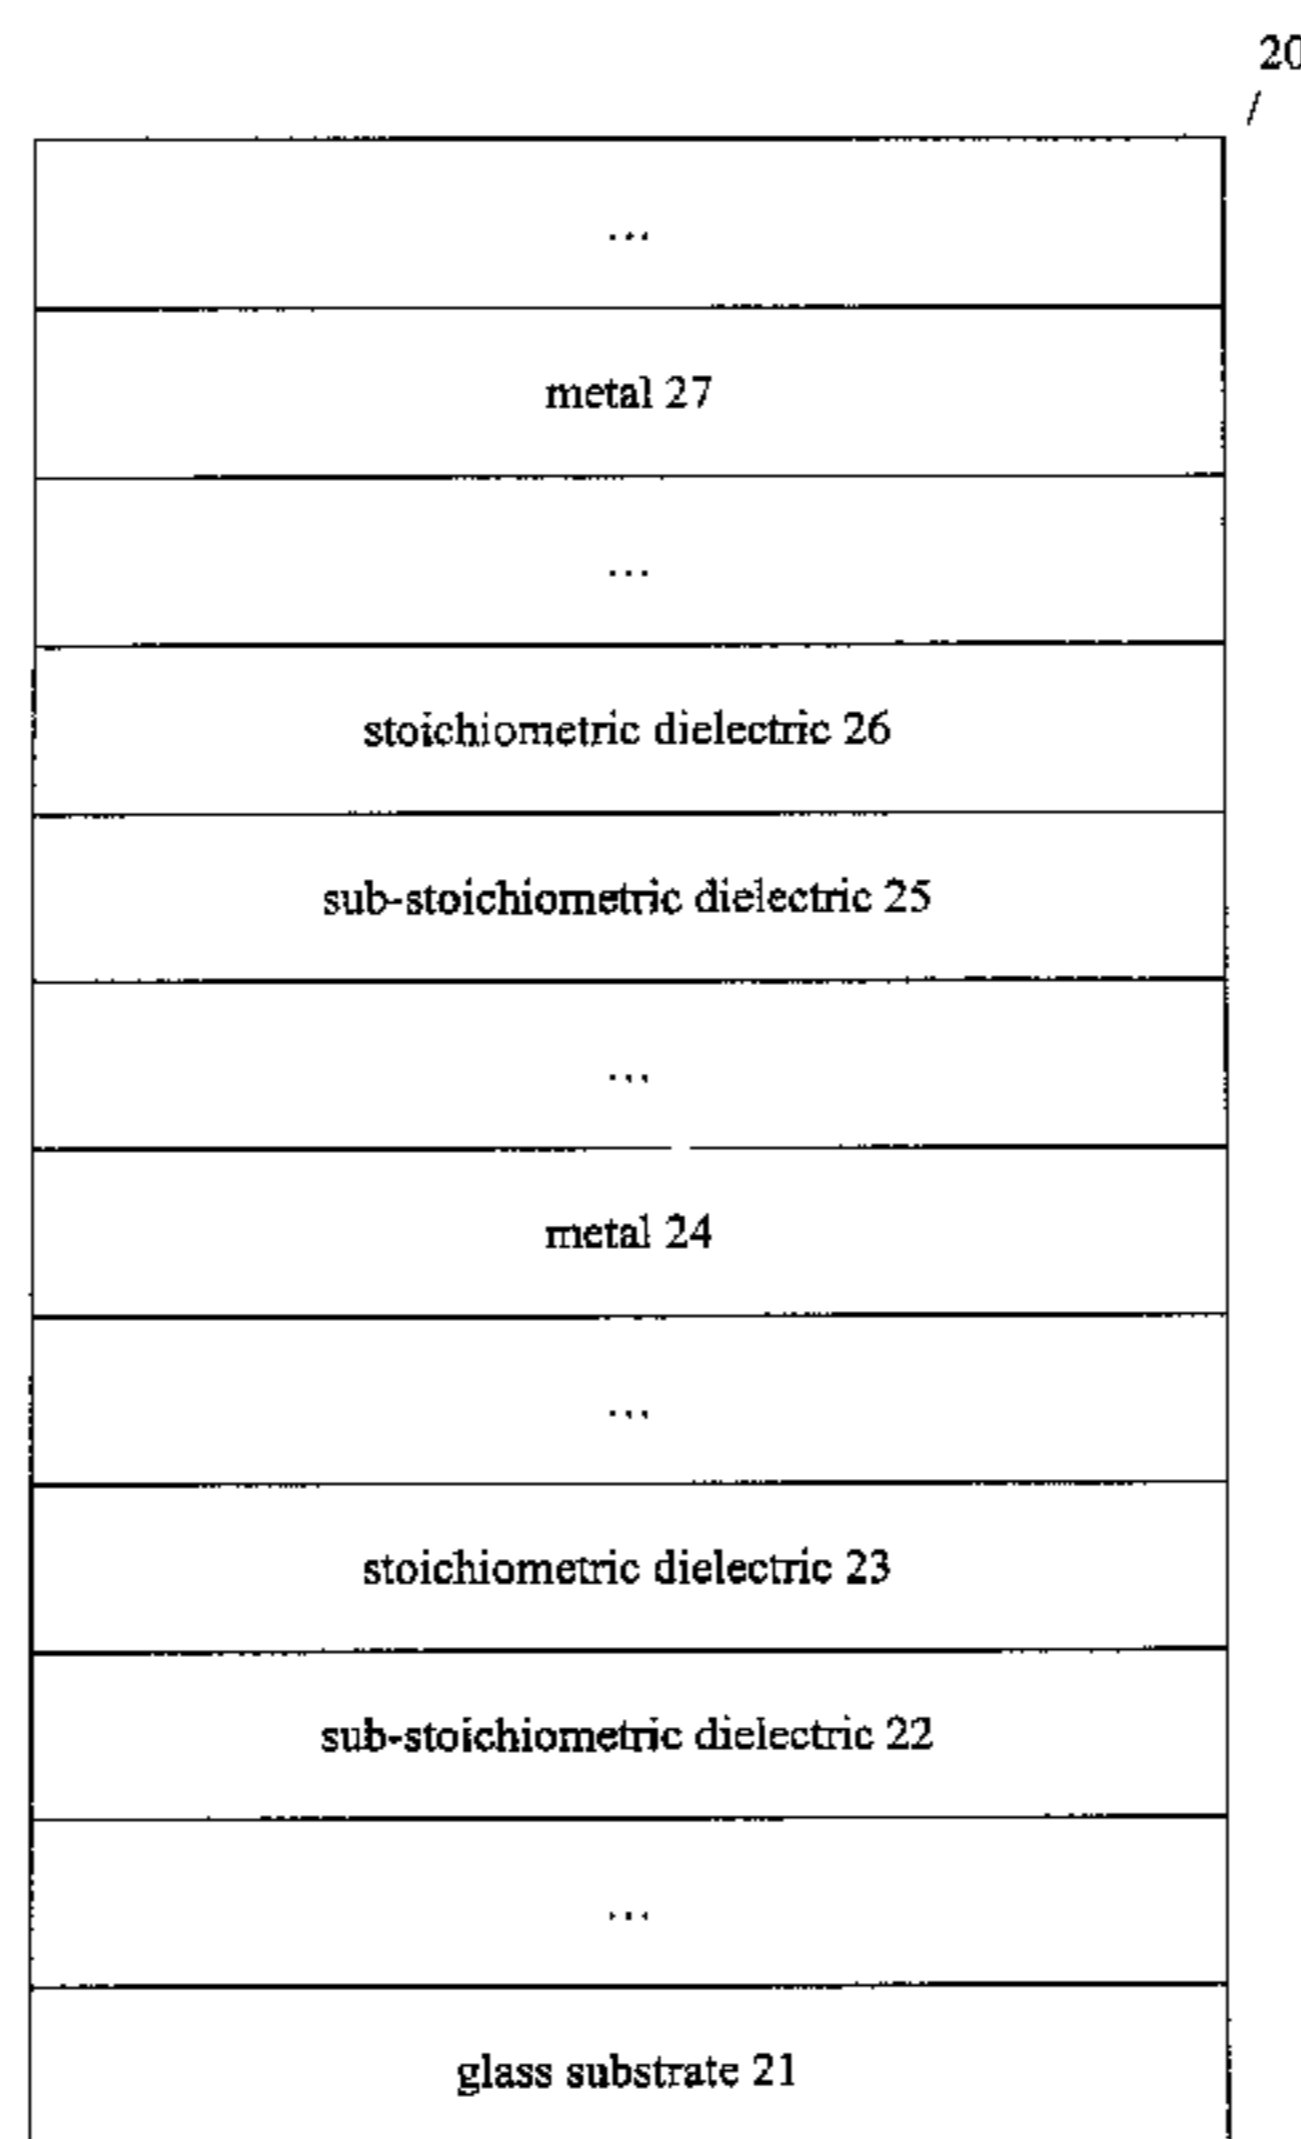 20
...
metal 27
...
stoichiometric dielectric 26
sub-stoichiometric dielectric 25
...
metal 24
...
stoichiometric dielectric 23
sub-stoichiometric dielectric 22
...
glass substrate 21